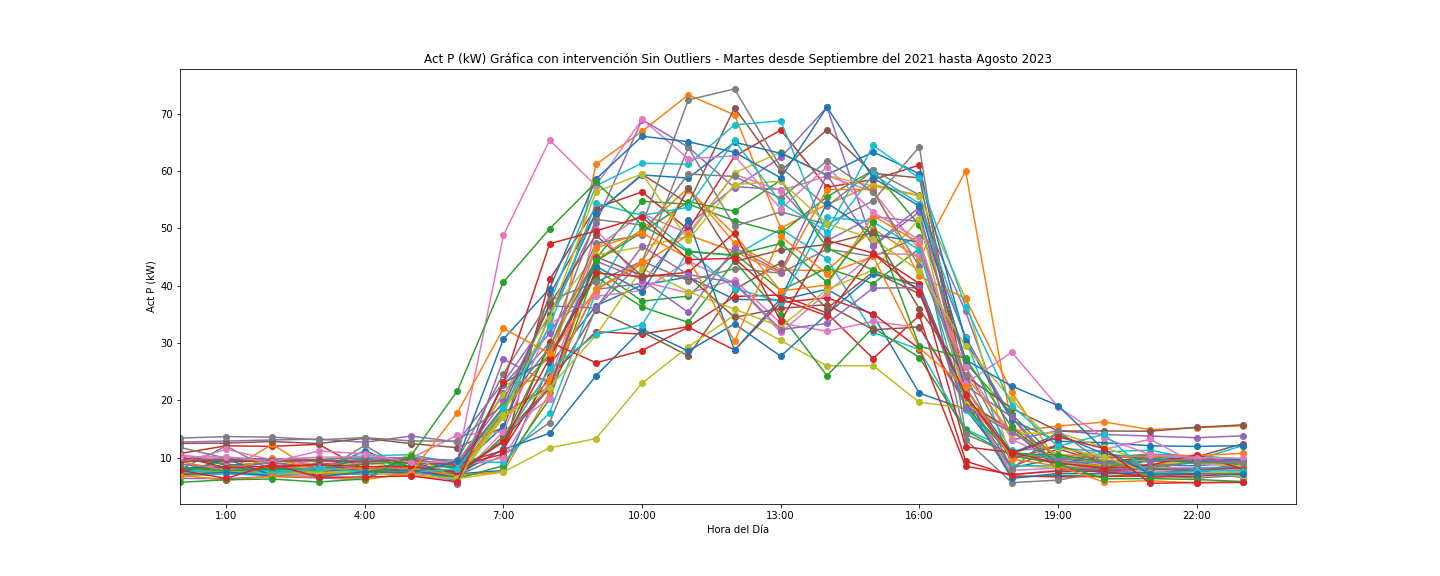 Act P (kW) Gráfica con intervención Sin Outliers - Martes desde Septiembre del 2021 hasta Agosto 2023
70
60
50
40
30
20
10
Act P (kW)
1:00 4:00 7:00 10:00 13:00 16:00 19:00 22:00
Hora del Día